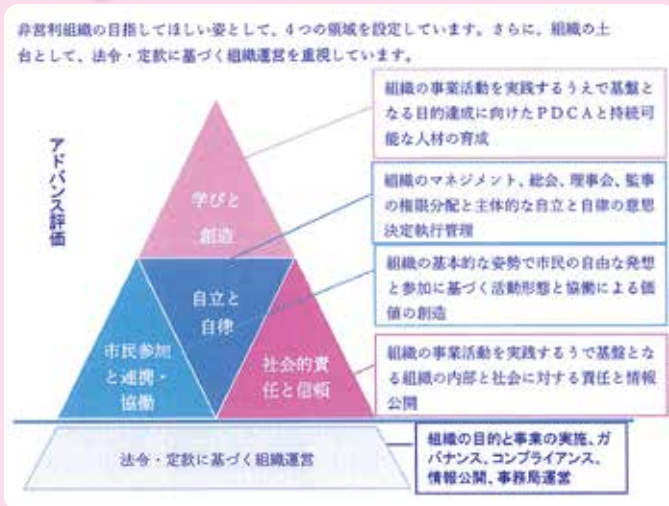 非営利組織の目指してほしい姿として、4つの領域を設定しています。さらに、組織の土
台として、法令・定款に基づく組織運営を重視しています。
アドバンス評価
学びと
創造
自立と
自律
市民参加
と連携・
協働
社会的責
任と信頼
法令・定款に基づく組織運営
組織の事業活動を実践するうえで基盤と
なる目的達成に向けたPDCAと持続可
能な人材の育成
組織のマネジメント、総会、理事会、監事
の権限分配と主体的な自立と自律の意思
決定執行管理
組織の基本的な姿勢で市民の自由な発想
と参加に基づく活動形態と協働による価
値の創造
組織の事業活動を実践するうで基盤とな
る組織の内部と社会に対する責任と情報
公開
組織の目的と事業の実施、ガ
バナンス、コンプライアンス、
情報公開、事務局運営